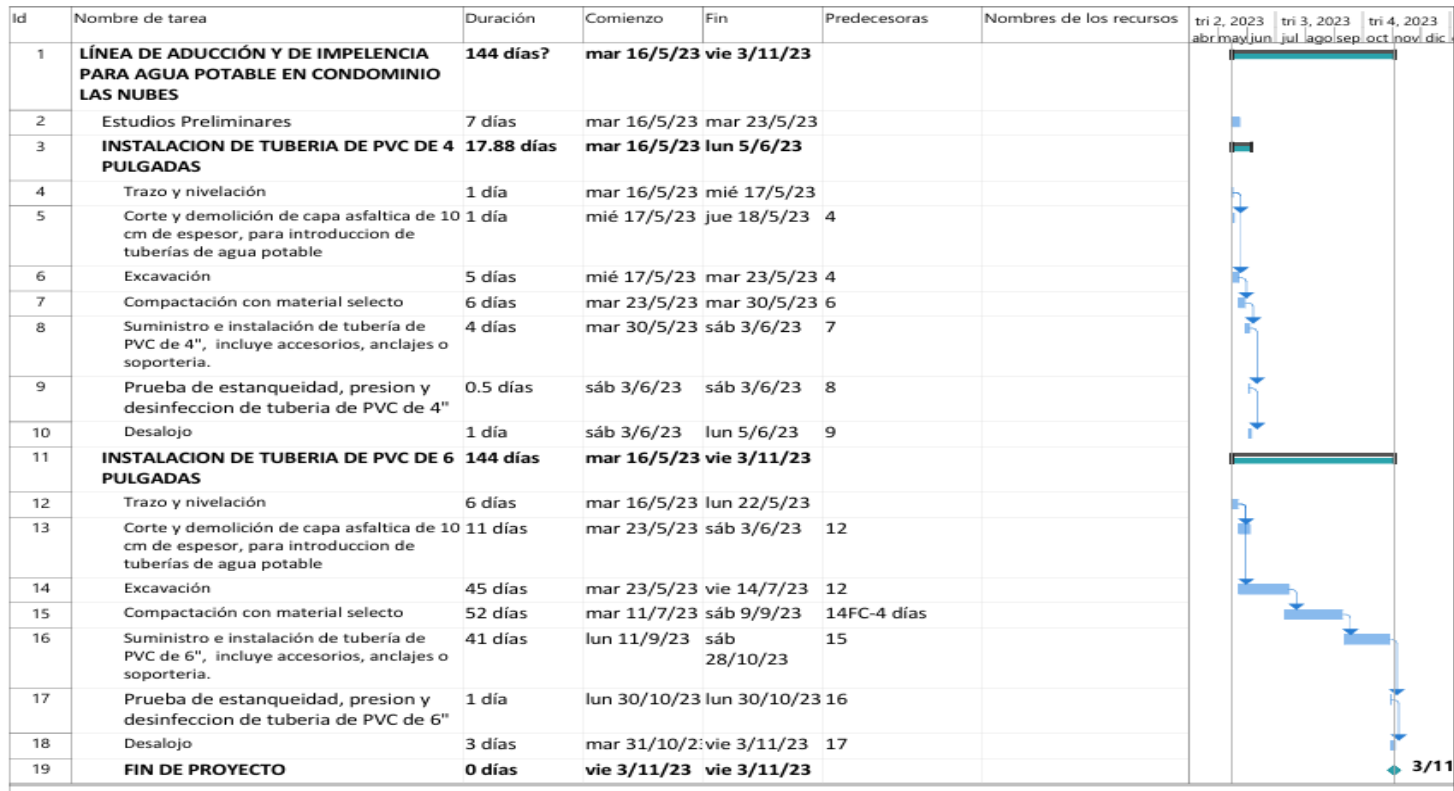 Id Nombre de tarea Duración Comienzo Fin Predecesoras Nombres de los recursos tri 2, 2023 tri 3, 2023 tri 4, 2023
abr may jun jul ago sep oct nov dic
1 LÍNEA DE ADUCCIÓN Y DE IMPELENCIA 144 días? mar 16/5/23 vie 3/11/23
PARA AGUA POTABLE EN CONDOMINIO
LAS NUBES
2 Estudios Preliminares 7 días mar 16/5/23 mar 23/5/23
3 INSTALACION DE TUBERIA DE PVC DE 4 17.88 días mar 16/5/23 lun 5/6/23
PULGADAS
4 Trazo y nivelación 1 día mar 16/5/23 mié 17/5/23
5 Corte y demolición de capa asfaltica de 10 1 día mié 17/5/23 jue 18/5/23 4
cm de espesor, para introduccion de
tuberías de agua potable
6 Excavación 5 días mié 17/5/23 mar 23/5/23 4
7 Compactación con material selecto 6 días mar 23/5/23 mar 30/5/23 6
8 Suministro e instalación de tubería de 4 días mar 30/5/23 sáb 3/6/23 7
PVC de 4", incluye accesorios, anclajes o
soporteria.
9 Prueba de estanqueidad, presion y 0.5 días sáb 3/6/23 sáb 3/6/23 8
desinfeccion de tuberia de PVC de 4"
10 Desalojo 1 día sáb 3/6/23 lun 5/6/23 9
11 INSTALACION DE TUBERIA DE PVC DE 6 144 días mar 16/5/23 vie 3/11/23
PULGADAS
12 Trazo y nivelación 6 días mar 16/5/23 lun 22/5/23
13 Corte y demolición de capa asfaltica de 10 11 días mar 23/5/23 sáb 3/6/23 12
cm de espesor, para introduccion de
tuberías de agua potable
14 Excavación 45 días mar 23/5/23 vie 14/7/23 12
15 Compactación con material selecto 52 días mar 11/7/23 sáb 9/9/23 14FC-4 días
16 Suministro e instalación de tubería de 41 días lun 11/9/23 sáb 15
PVC de 6", incluye accesorios, anclajes o 28/10/23
soporteria.
17 Prueba de estanqueidad, presion y 1 día lun 30/10/23 lun 30/10/23 16
desinfeccion de tuberia de PVC de 6"
18 Desalojo 3 días mar 31/10/2 vie 3/11/23 17
19 FIN DE PROYECTO 0 días vie 3/11/23 vie 3/11/23 3/11